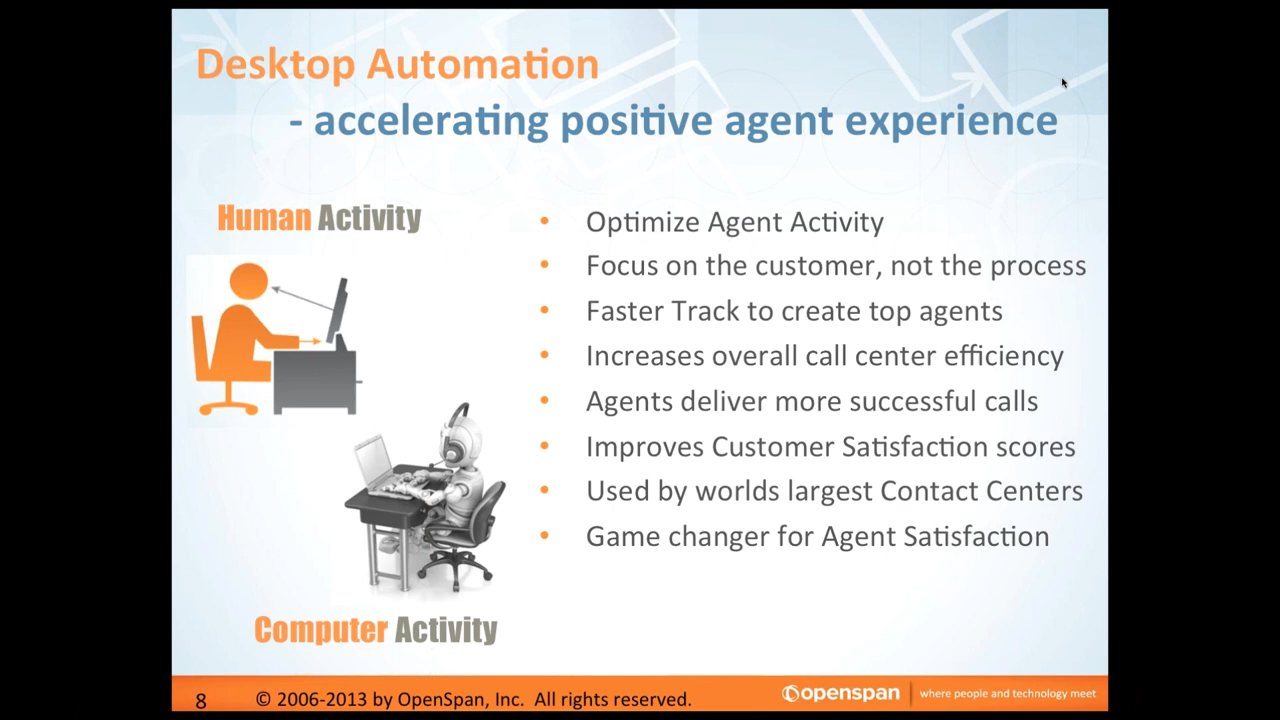 Desktop Automation
- accelerating positive agent experience
Human Activity
• Optimize Agent Activity
• Focus on the customer, not the process
• Faster Track to create top agents
• Increases overall call center efficiency
• Agents deliver more successful calls
• Improves Customer Satisfaction scores
• Used by worlds largest Contact Centers
• Game changer for Agent Satisfaction
Computer Activity
8 © 2006-2013 by OpenSpan, Inc. All rights reserved. openspan | where people and technology meet